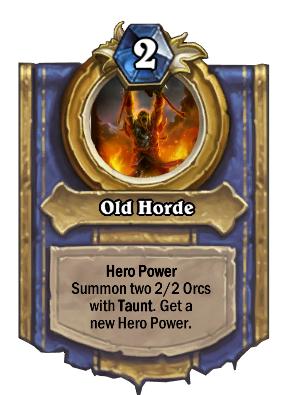 2
Old Horde
Hero Power
Summon two 2/2 Orcs
with Taunt. Get a
new Hero Power.